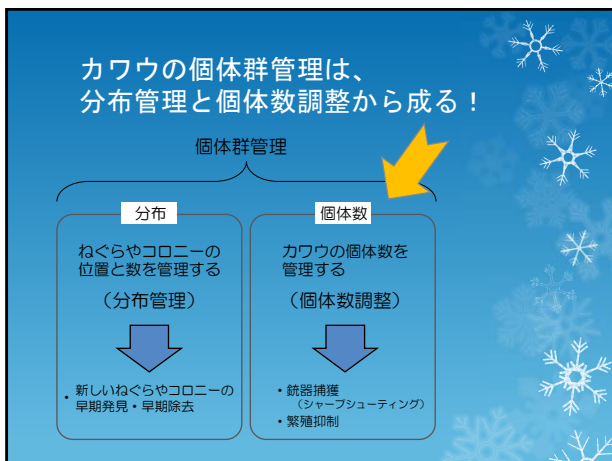 カワウの個体群管理は、
分布管理と個体数調整から成る！
個体群管理
分布
ねぐらやコロニーの
位置と数を管理する
（分布管理）
・新しいねぐらやコロニーの
早期発見・早期除去
個体数
カワウの個体数を
管理する
（個体数調整）
・銃器捕獲
（シャープシューティング）
・繁殖抑制